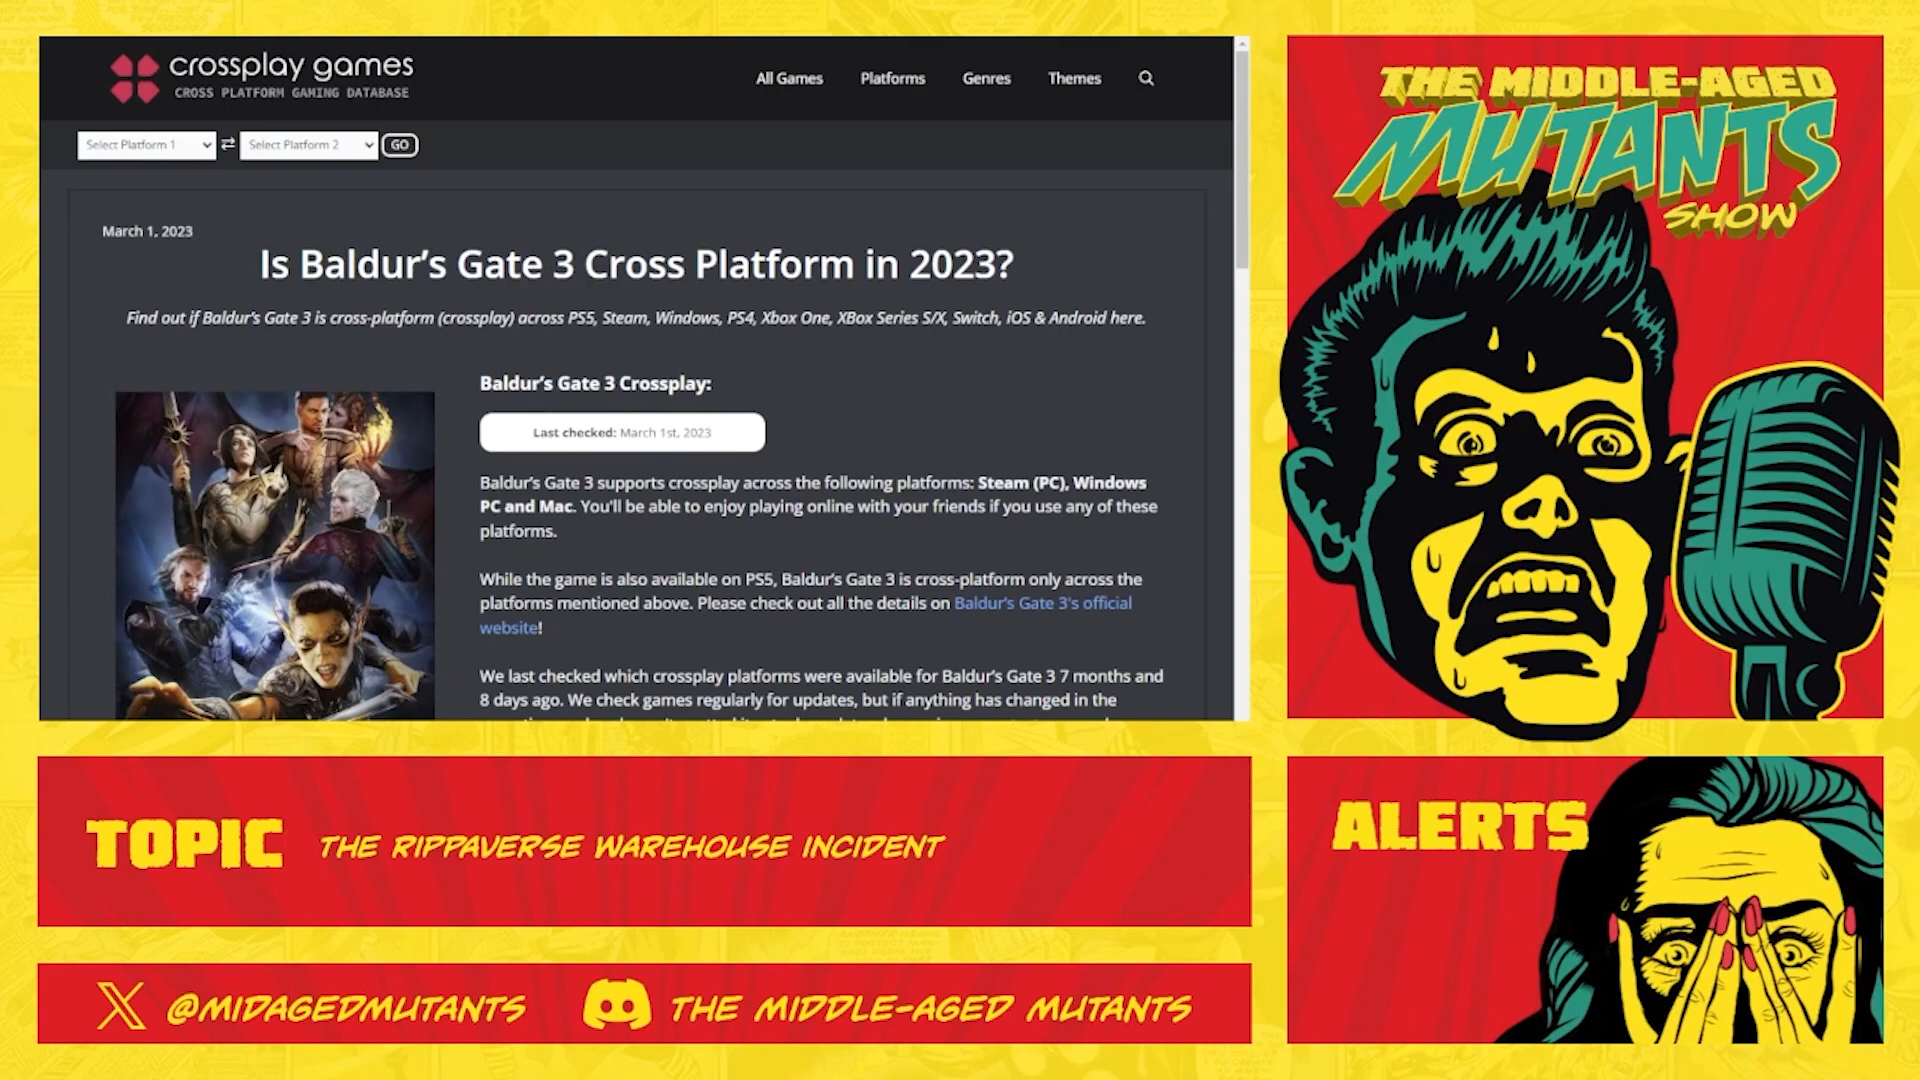 crossplay games
CROSS PLATFORM GAMING DATABASE
All Games
Platforms
Genres
Themes
Select Platform 1
Select Platform 2
GO
March 1, 2023
Is Baldur's Gate 3 Cross Platform in 2023?
Find out if Baldur's Gate 3 is cross-platform (crossplay) across PS5, Steam, Windows, PS4, Xbox One, XBox Series S/X, Switch, iOS & Android here.
Baldur's Gate 3 Crossplay:
Last checked: March 1st, 2023
Baldur's Gate 3 supports crossplay across the following platforms: Steam (PC), Windows
PC and Mac. You'll be able to enjoy playing online with your friends if you use any of these
platforms.
While the game is also available on PS5, Baldur's Gate 3 is cross-platform only across the
platforms mentioned above. Please check out all the details on Baldur's Gate 3's official
website!
We last checked which crossplay platforms were available for Baldur's Gate 3 7 months and
8 days ago. We check games regularly for updates, but if anything has changed in the
THE MIDDLE-AGED
MUTANTS
SHOW
TOPIC
THE RIPPAVERSE WAREHOUSE INCIDENT
ALERTS
@MIDAGEDMUTANTS
THE MIDDLE-AGED MUTANTS